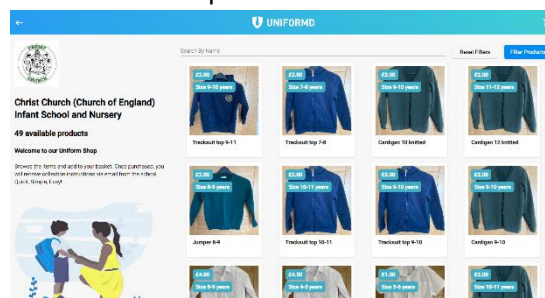 UNIFORMD
CHRIST
CHURCH
Christ Church (Church of England)
Infant School and Nursery
49 available products
Welcome to our Uniform Shop
Browse the items and add to your basket. Once purchased, you
will receive collection instructions via email from the school.
Quick, Simple, Easy!
Search By Name
Reset Filters
Filter Products
£2.00
Size 9-10 years
Tracksuit top 9-11
£2.00
Size 7-8 years
Tracksuit top 7-8
£3.00
Size 9-10 years
Cardigan 10 knitted
£3.00
Size 11-12 years
Cardigan 12 knitted
£2.00
Size 8-9 years
Jumper 8-9
£2.00
Size 10-11 years
Tracksuit top 10-11
£2.00
Size 9-10 years
Tracksuit top 9-10
£3.00
Size 9-10 years
Cardigan 9-10
£4.00
Size 8-9 years
£1.00
Size 4-5 years
£1.00
Size 5-6 years
£3.00
Size 10-11 years